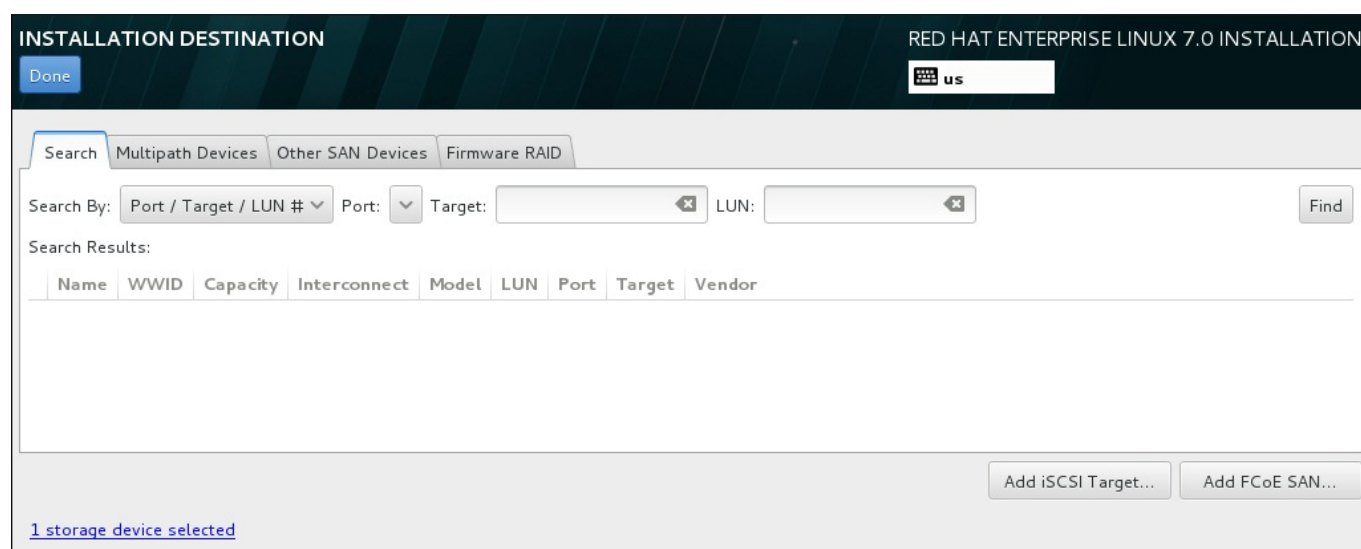 INSTALLATION DESTINATION
RED HAT ENTERPRISE LINUX 7.0 INSTALLATION
Done
us
Search Multipath Devices Other SAN Devices Firmware RAID
Search By: Port / Target / LUN # Port: Target: LUN: Find
Search Results:
Name WWID Capacity Interconnect Model LUN Port Target Vendor
Add iSCSI Target... Add FCoE SAN...
1 storage device selected